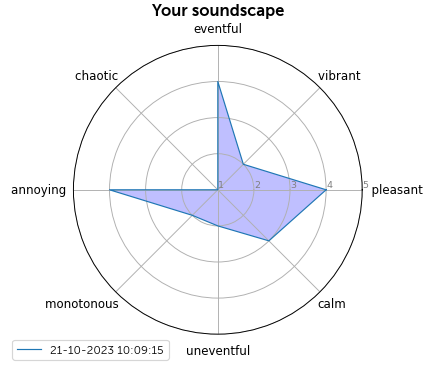 Your soundscape
eventful
chaotic
vibrant
annoying
1 2 3 4 5
pleasant
monotonous
calm
uneventful
21-10-2023 10:09:15